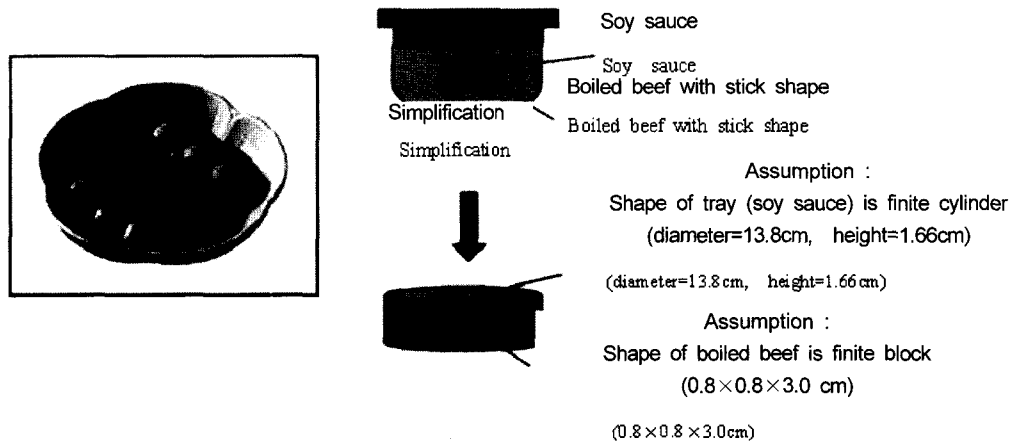 Soy sauce
Soy sauce
Boiled beef with stick shape
Simplification
Boiled beef with stick shape
Simplification
Assumption :
Shape of tray (soy sauce) is finite cylinder
(diameter=13.8cm, height=1.66cm)
(diameter=13.8cm, height=1.66cm)
Assumption :
Shape of boiled beef is finite block
(0.8×0.8×3.0 cm)
(0.8×0.8×3.0cm)